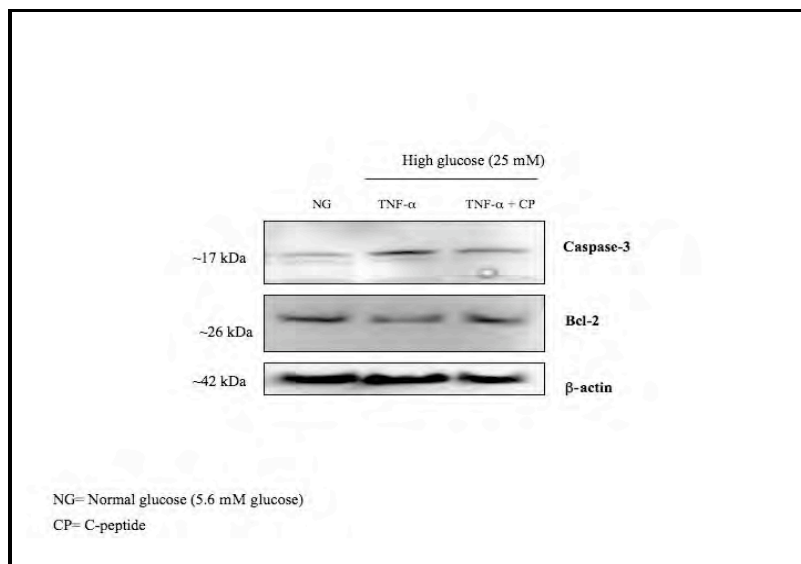 High glucose (25 mM)
NG TNF-α TNF-α + CP
~17 kDa Caspase-3
~26 kDa Bcl-2
~42 kDa β-actin
NG= Normal glucose (5.6 mM glucose)
CP= C-peptide